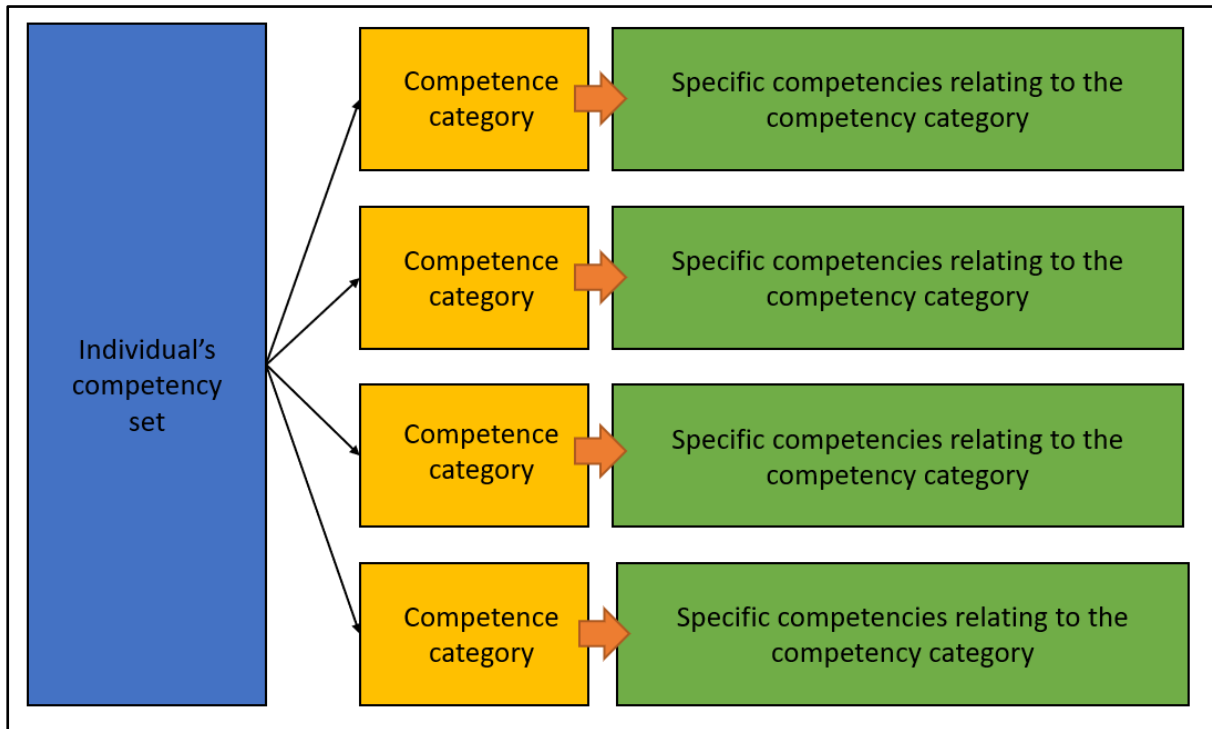 Individual’s
competency
set
Competence
category
Specific competencies relating to the
competency category
Competence
category
Specific competencies relating to the
competency category
Competence
category
Specific competencies relating to the
competency category
Competence
category
Specific competencies relating to the
competency category